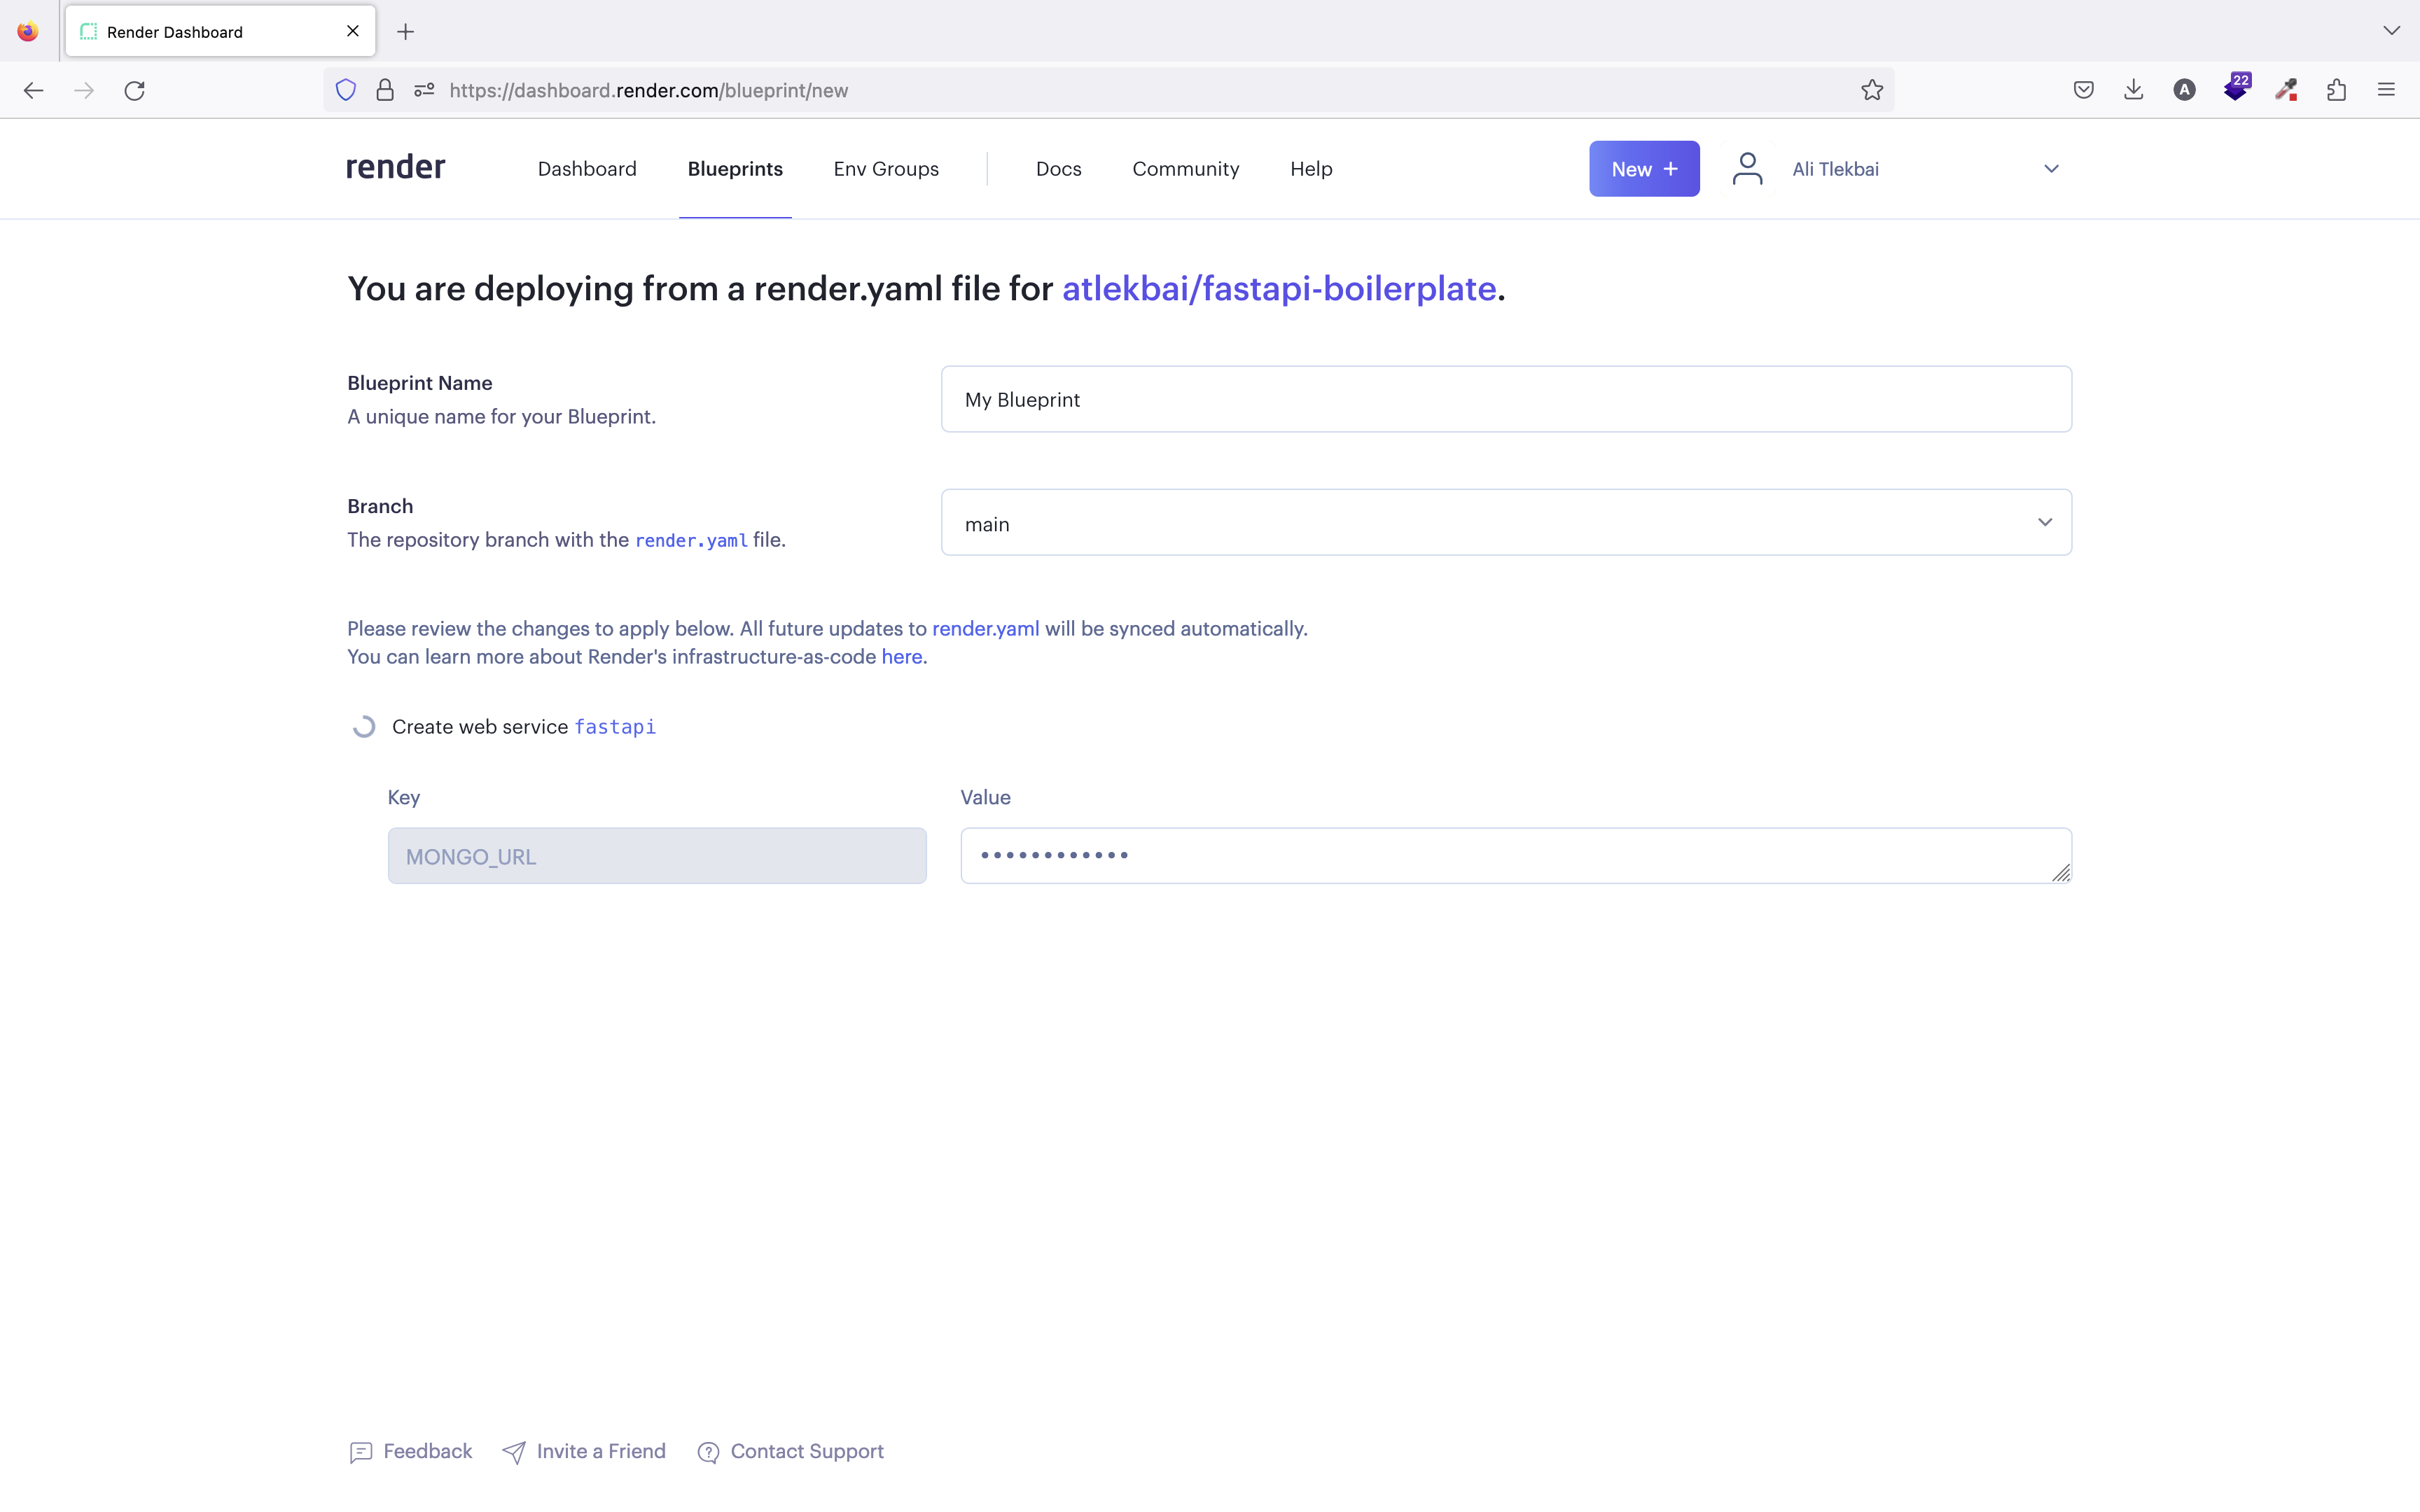 Render Dashboard
https://dashboard.render.com/blueprint/new
A
22
render
Dashboard
Blueprints
Env Groups
Docs
Community
Help
New +
Ali Tlekbai
You are deploying from a render.yaml file for atlekbai/fastapi-boilerplate.
Blueprint Name
A unique name for your Blueprint.
My Blueprint
Branch
The repository branch with the render.yaml file.
main
Please review the changes to apply below. All future updates to render.yaml will be synced automatically.
You can learn more about Render's infrastructure-as-code here.
Create web service fastapi
Key
Value
MONGO_URL
••••••••••••
Feedback
Invite a Friend
Contact Support